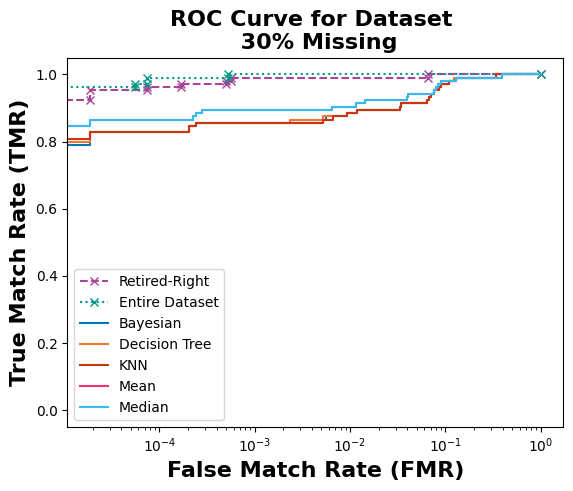 ROC Curve for Dataset
30% Missing
True Match Rate (TMR)
1.0
0.8
0.6
0.4
0.2
0.0
Retired-Right
Entire Dataset
Bayesian
Decision Tree
KNN
Mean
Median
10⁻⁴
10⁻³
10⁻²
10⁻¹
10⁰
False Match Rate (FMR)